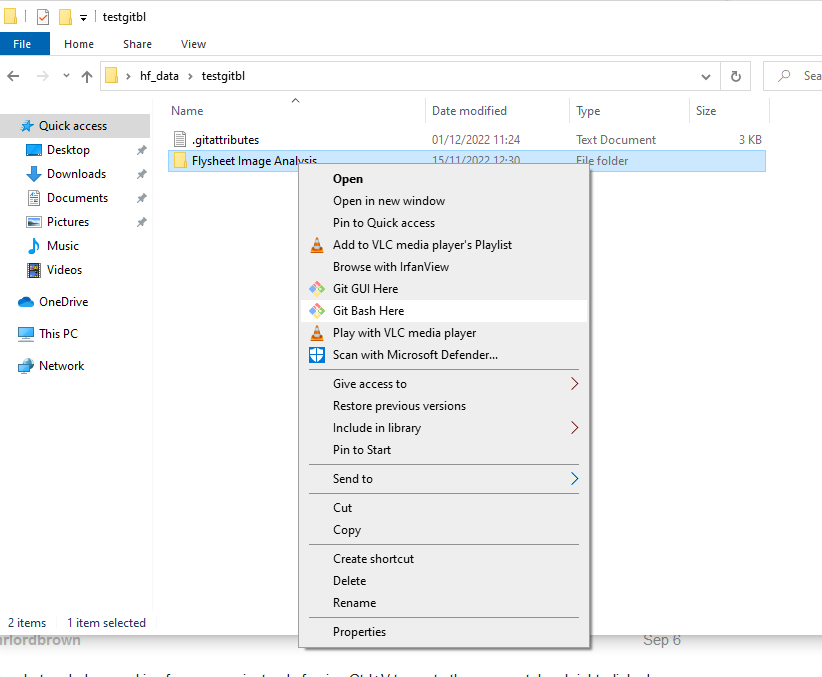 testgitbl
File Home Share View
hf_data testgitbl
Sea
Name Date modified Type Size
Quick access
Desktop
Downloads
Documents
Pictures
Music
Videos
OneDrive
This PC
Network
.gitattributes 01/12/2022 11:24 Text Document 3 KB
Flysheet Image Analysis 15/11/2022 12:30 File folder
Open
Open in new window
Pin to Quick access
Add to VLC media player's Playlist
Browse with IrfanView
Git GUI Here
Git Bash Here
Play with VLC media player
Scan with Microsoft Defender...
Give access to
Restore previous versions
Include in library
Pin to Start
Send to
Cut
Copy
Create shortcut
Delete
Rename
Properties
2 items 1 item selected
rlordbrown Sep 6